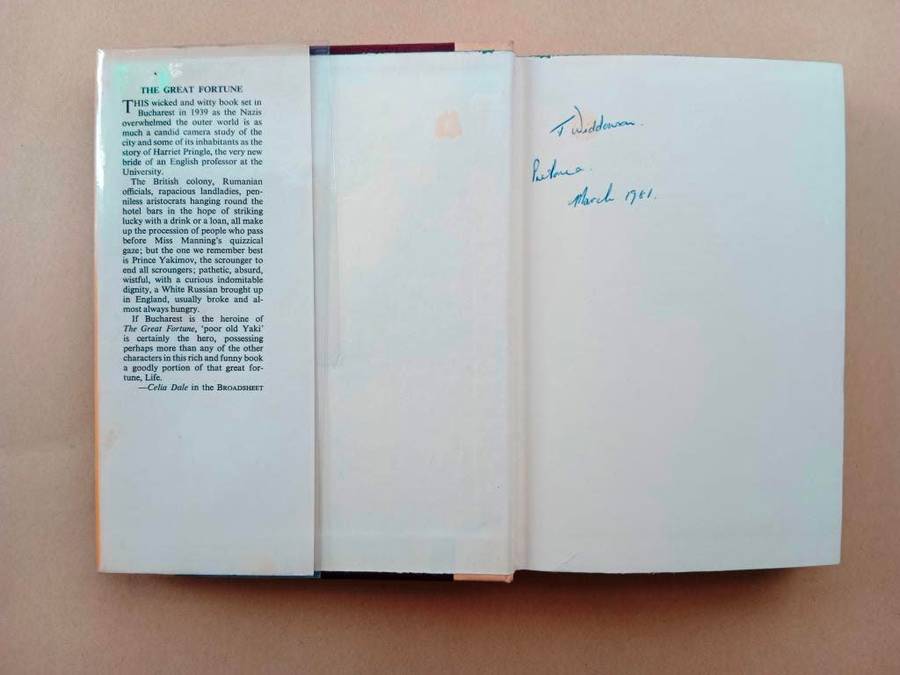 THE GREAT FORTUNE
THIS wicked and witty book set in
Bucharest in 1939 as the Nazis
overwhelmed the outer world is as
much a candid camera study of the
city and some of its inhabitants as the
story of Harriet Pringle, the very new
bride of an English professor at the
University.
The British colony, Rumanian
officials, rapacious landladies, pen-
niless aristocrats hanging round the
hotel bars in the hope of striking
lucky with a drink or a loan, all make
up the procession of people who pass
before Miss Manning's quizzical
gaze; but the one we remember best
is Prince Yakimov, the scrounger to
end all scroungers; pathetic, absurd,
wistful, with a curious indomitable
dignity, a White Russian brought up
in England, usually broke and al-
most always hungry.
If Bucharest is the heroine of
The Great Fortune, 'poor old Yaki'
is certainly the hero, possessing
perhaps more than any of the other
characters in this rich and funny book
a goodly portion of that great for-
tune, Life.
—Celia Dale in the BROADSHEET
T Widdowson.
Pretoria.
March 1981.